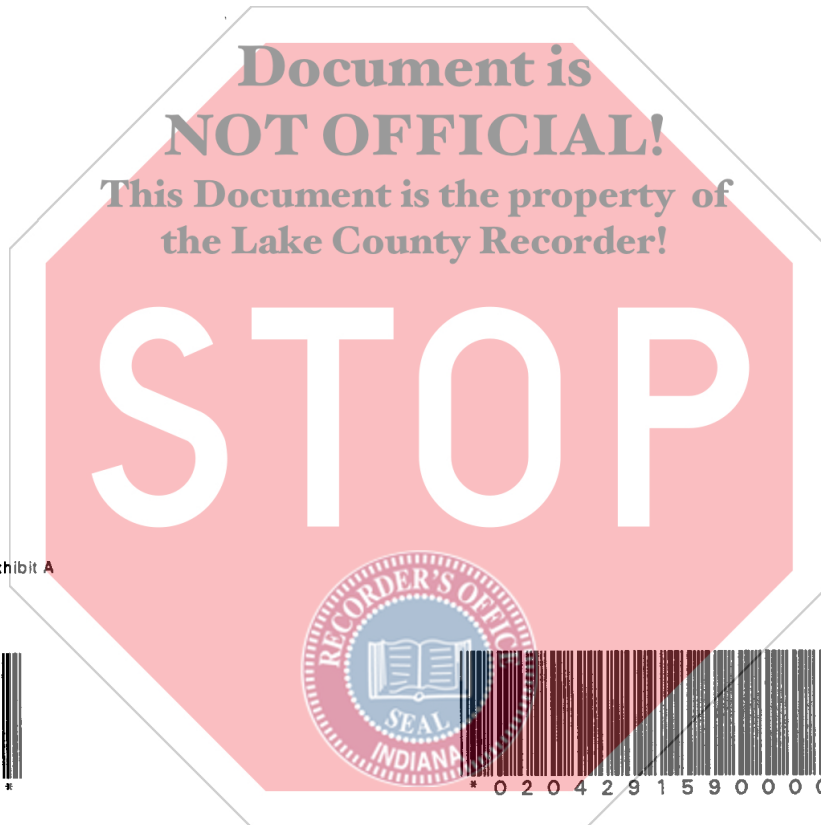 Document is
NOT OFFICIAL!
This Document is the property of
the Lake County Recorder!
STOP
hibit A
RECORDER'S OFFICE
SEAL
INDIANA
*
* 0 2 0 4 2 9 1 5 9 0 0 0 0